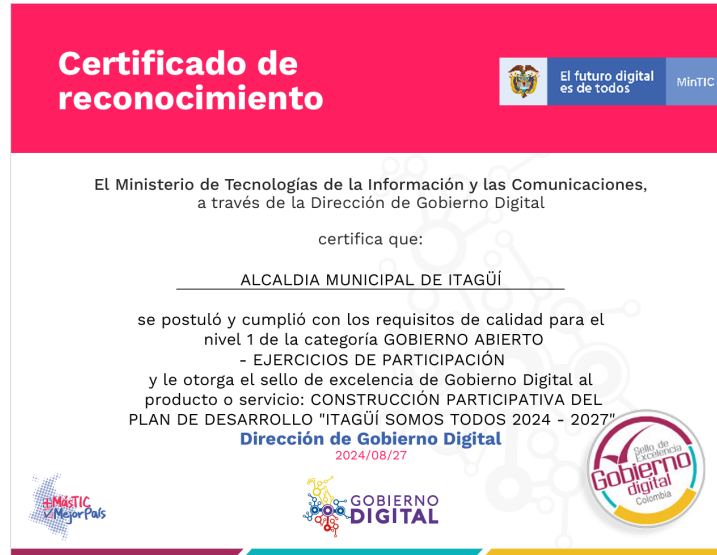 Certificado de
reconocimiento
El futuro digital
es de todos
MinTIC
El Ministerio de Tecnologías de la Información y las Comunicaciones,
a través de la Dirección de Gobierno Digital
certifica que:
ALCALDIA MUNICIPAL DE ITAGÜÍ
se postuló y cumplió con los requisitos de calidad para el
nivel 1 de la categoría GOBIERNO ABIERTO
- EJERCICIOS DE PARTICIPACIÓN
y le otorga el sello de excelencia de Gobierno Digital al
producto o servicio: CONSTRUCCIÓN PARTICIPATIVA DEL
PLAN DE DESARROLLO "ITAGÜÍ SOMOS TODOS 2024 - 2027"
Dirección de Gobierno Digital
2024/08/27
Sello de
Excelencia
Gobierno
digital
Colombia
+MásTIC
✓MejorPaís
GOBIERNO
DIGITAL